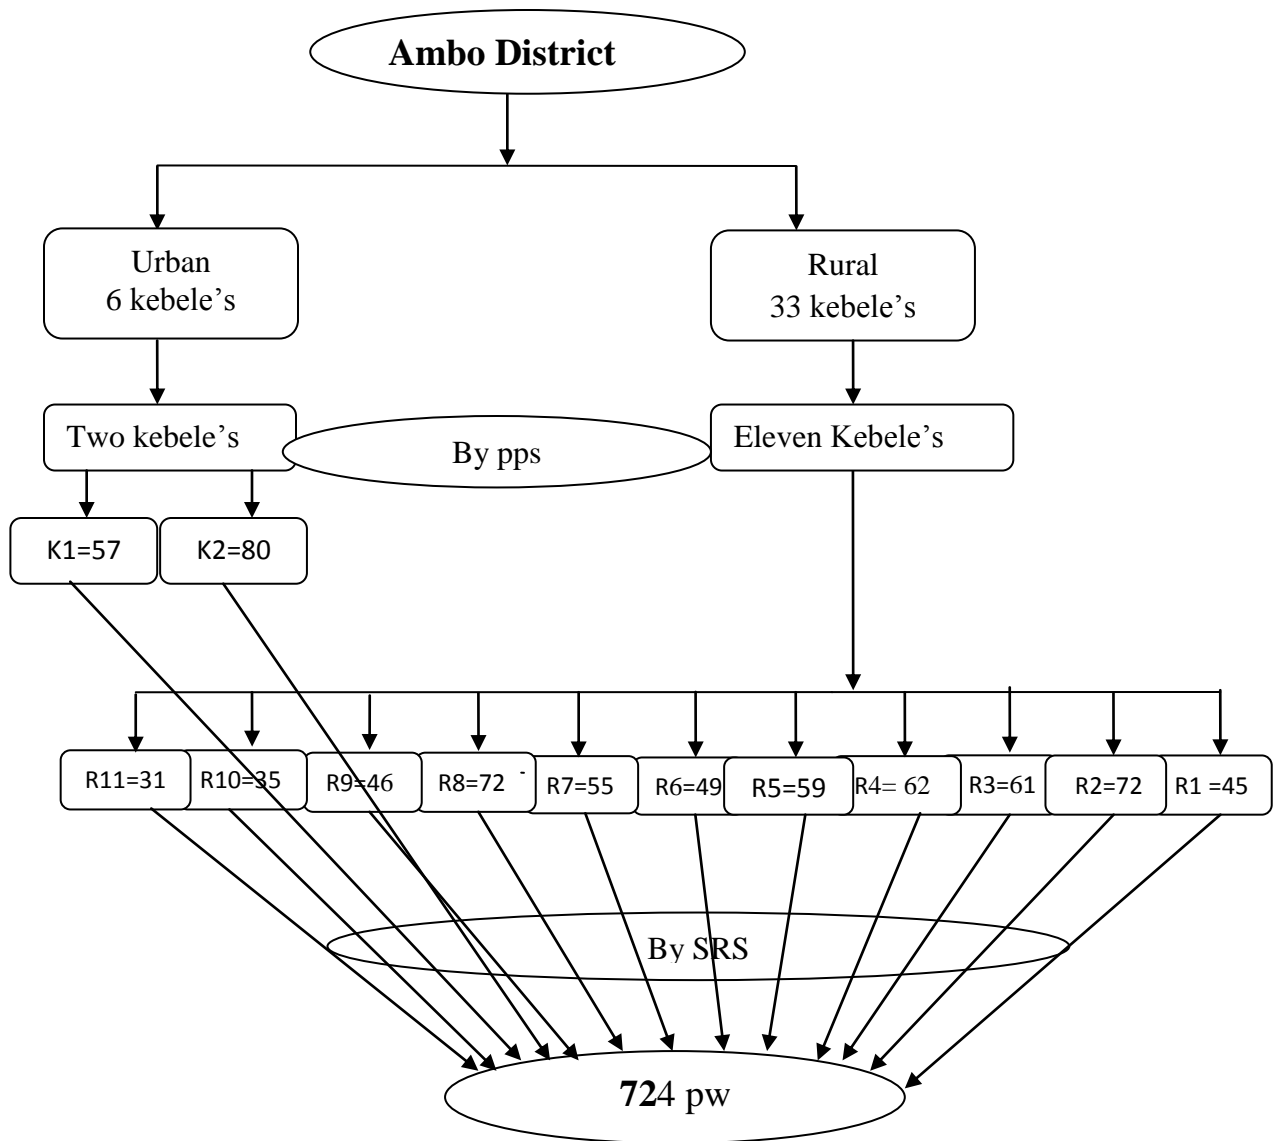 Ambo District
Urban
6 kebele’s
Rural
33 kebele’s
Two kebele’s
By pps
Eleven Kebele’s
K1=57
K2=80
R11=31
R10=35
R9=46
R8=72
R7=55
R6=49
R5=59
R4= 62
R3=61
R2=72
R1 =45
By SRS
724 pw